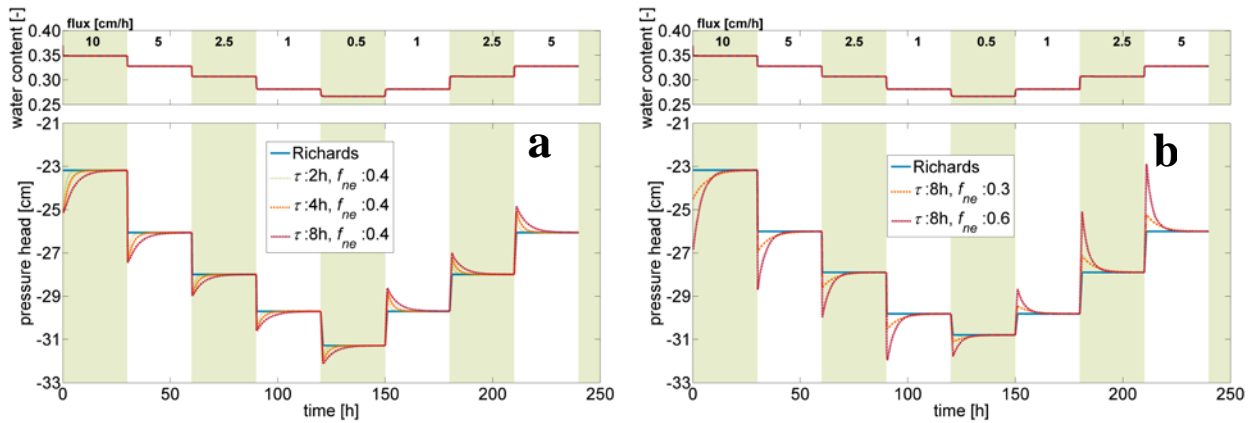 flux [cm/h]
10 5 2.5 1 0.5 1 2.5 5
water content [-]
0.40
0.35
0.30
0.25
a
Richards
τ:2h, fne:0.4
τ:4h, fne:0.4
τ:8h, fne:0.4
pressure head [cm]
-21
-23
-25
-27
-29
-31
-33
0 50 100 150 200 250
time [h]
flux [cm/h]
10 5 2.5 1 0.5 1 2.5 5
water content [-]
0.40
0.35
0.30
0.25
b
Richards
τ:8h, fne:0.3
τ:8h, fne:0.6
pressure head [cm]
-21
-23
-25
-27
-29
-31
-33
0 50 100 150 200 250
time [h]